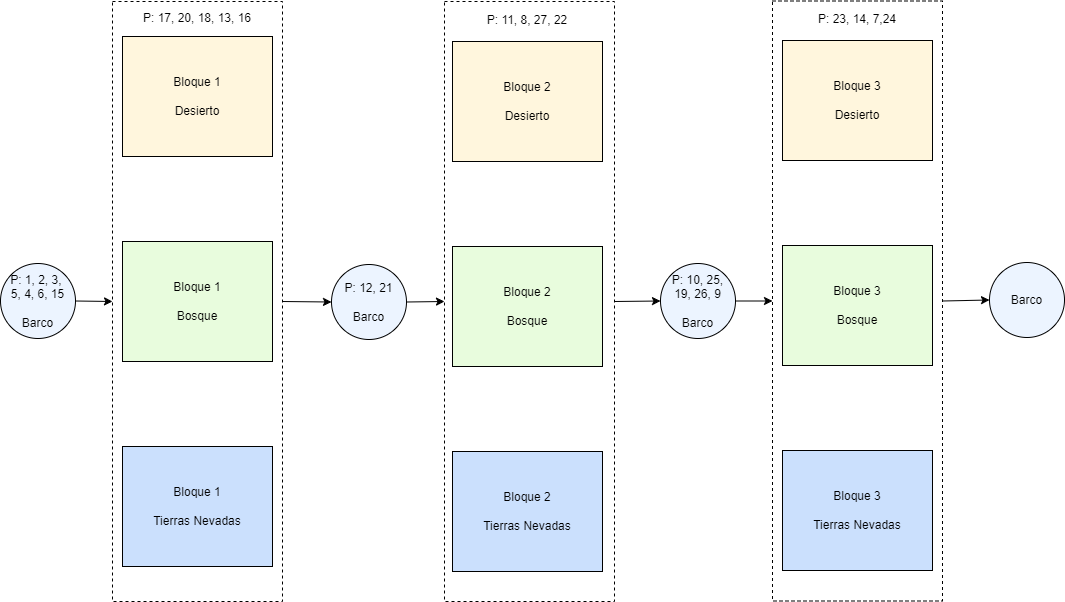 P: 17, 20, 18, 13, 16
Bloque 1
Desierto
Bloque 1
Bosque
Bloque 1
Tierras Nevadas
P: 11, 8, 27, 22
Bloque 2
Desierto
Bloque 2
Bosque
Bloque 2
Tierras Nevadas
P: 23, 14, 7,24
Bloque 3
Desierto
Bloque 3
Bosque
Bloque 3
Tierras Nevadas
P: 1, 2, 3,
5, 4, 6, 15
Barco
P: 12, 21
Barco
P: 10, 25,
19, 26, 9
Barco
Barco